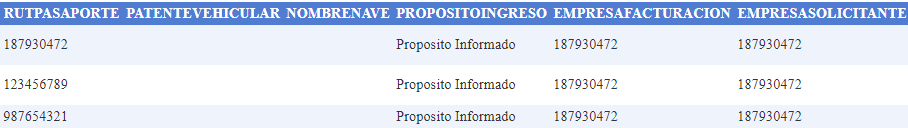 RUTPASAPORTE PATENTEVEHICULAR NOMBRENAVE PROPOSITOINGRESO EMPRESAFACTURACION EMPRESASOLICITANTE
187930472 Proposito Informado 187930472 187930472
123456789 Proposito Informado 187930472 187930472
987654321 Proposito Informado 187930472 187930472